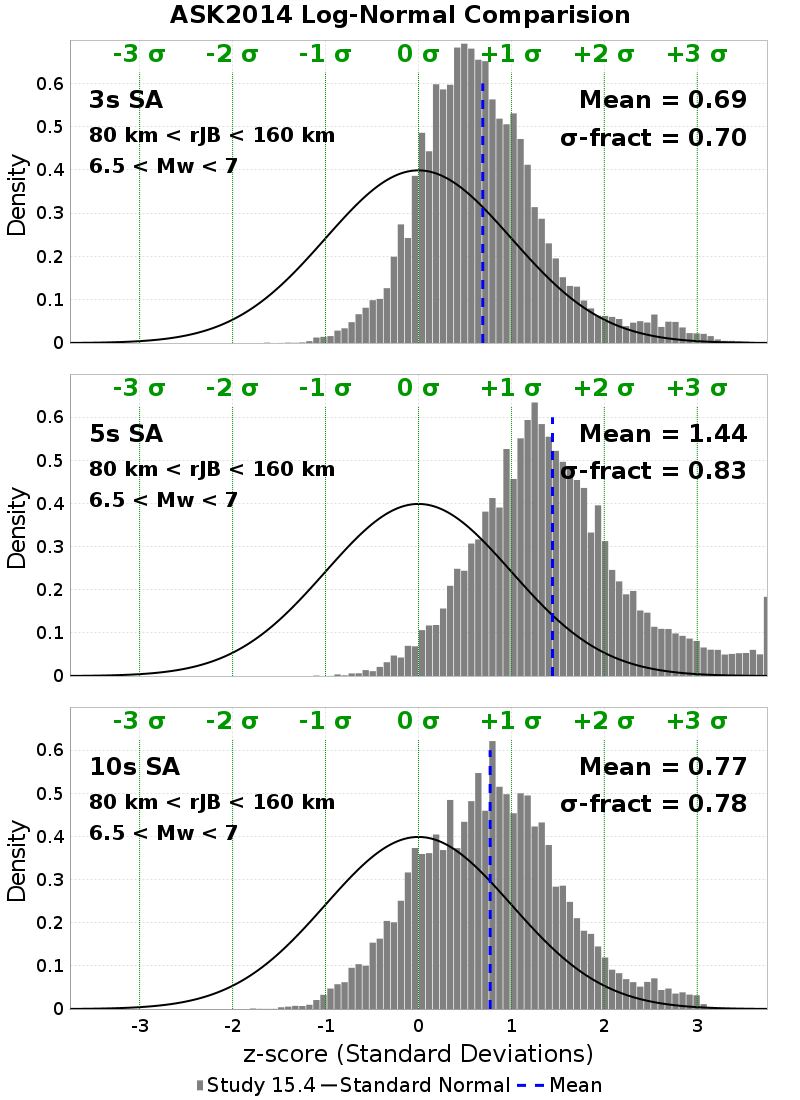 ASK2014 Log-Normal Comparision
-3 σ -2 σ -1 σ 0 σ +1 σ +2 σ +3 σ
3s SA
Mean = 0.69
80 km < rJB < 160 km
σ-fract = 0.70
6.5 < Mw < 7
0.6
0.5
0.4
0.3
0.2
0.1
0
Density
-3 σ -2 σ -1 σ 0 σ +1 σ +2 σ +3 σ
5s SA
Mean = 1.44
80 km < rJB < 160 km
σ-fract = 0.83
6.5 < Mw < 7
0.6
0.5
0.4
0.3
0.2
0.1
0
Density
-3 σ -2 σ -1 σ 0 σ +1 σ +2 σ +3 σ
10s SA
Mean = 0.77
80 km < rJB < 160 km
σ-fract = 0.78
6.5 < Mw < 7
0.6
0.5
0.4
0.3
0.2
0.1
0
Density
-3 -2 -1 0 1 2 3
z-score (Standard Deviations)
Study 15.4 Standard Normal Mean